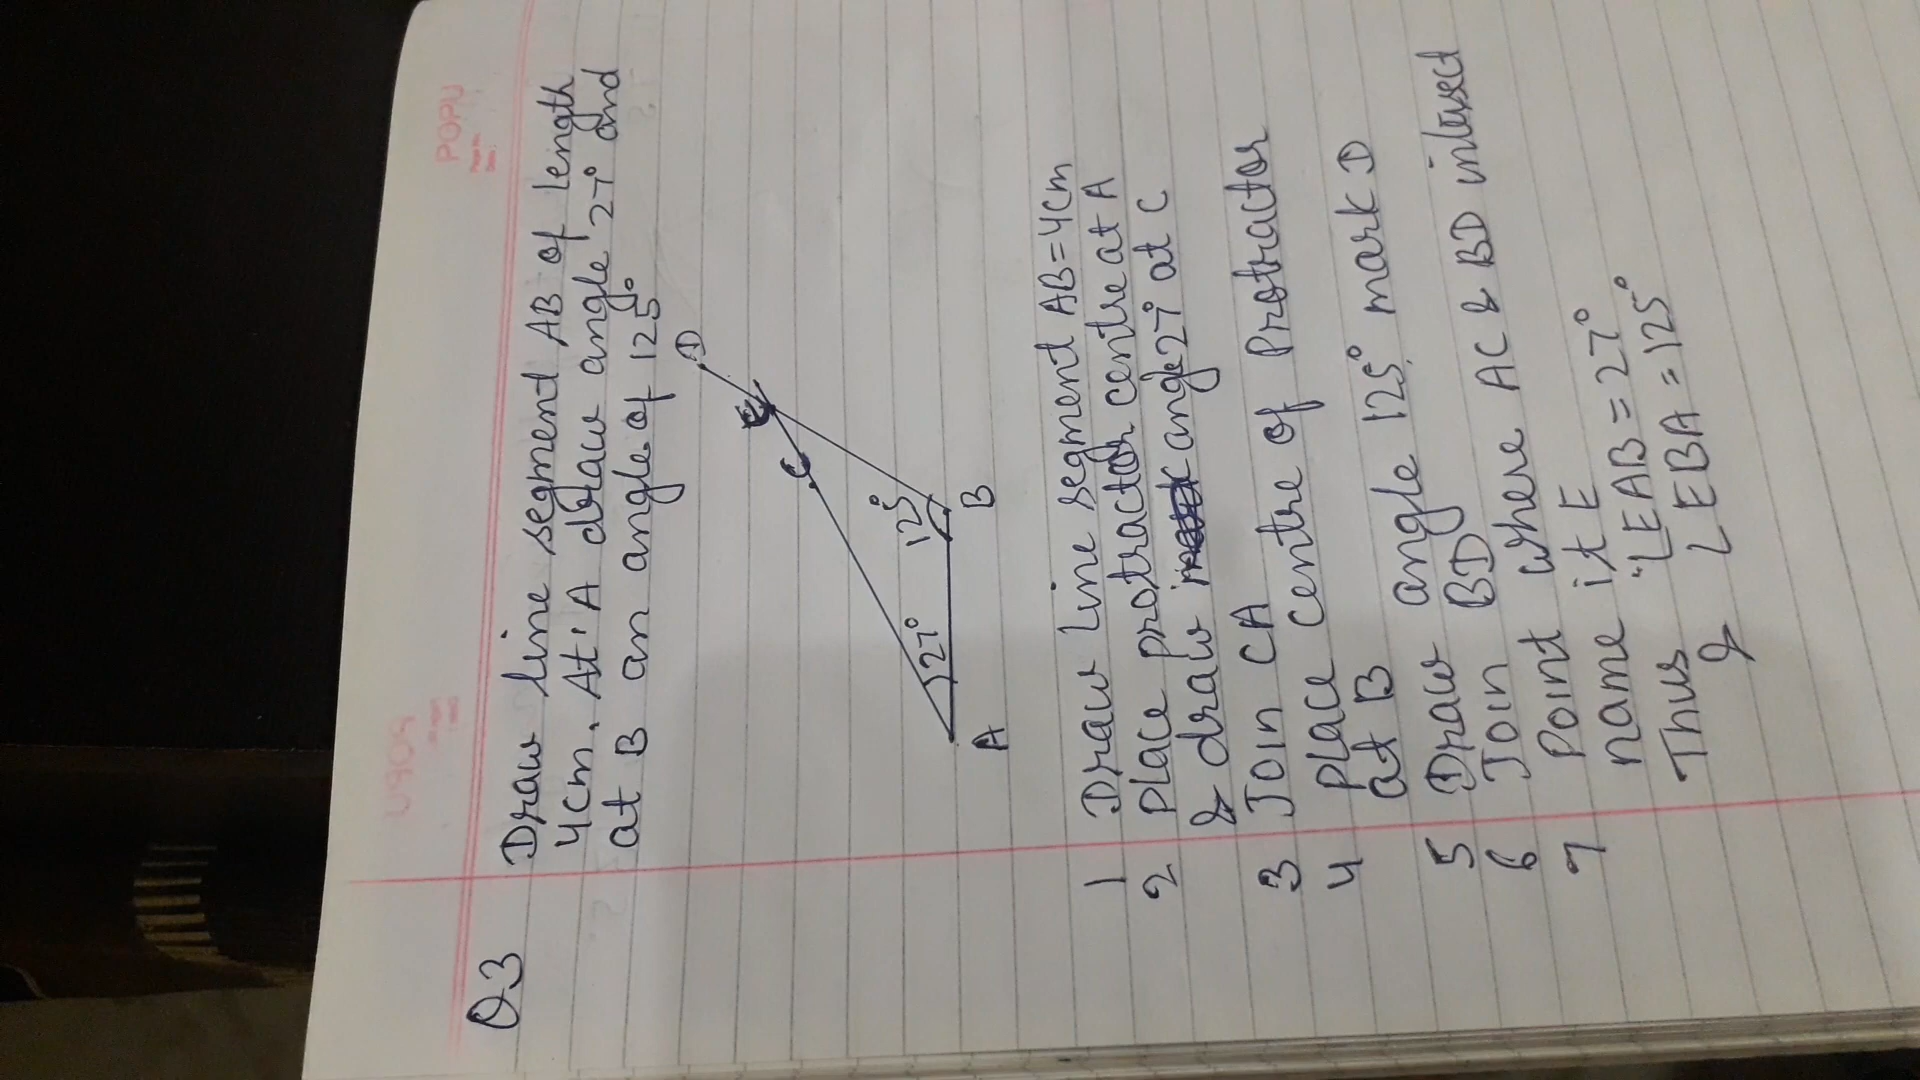 Q3 Draw line segment AB of length
4cm. At A draw angle 27° and
at B an angle of 125°
D
E
C
125°
27°
A B
1 Draw Line segment AB=4cm
2 Place protractor centre at A
& draw angle 27° at C
3 Join CA
4 Place centre of Protractor
at B
5 Draw angle 125° mark D
6 Join BD
7 Point where AC & BD intersect
name it E
Thus ∠EAB=27°
& ∠EBA=125°